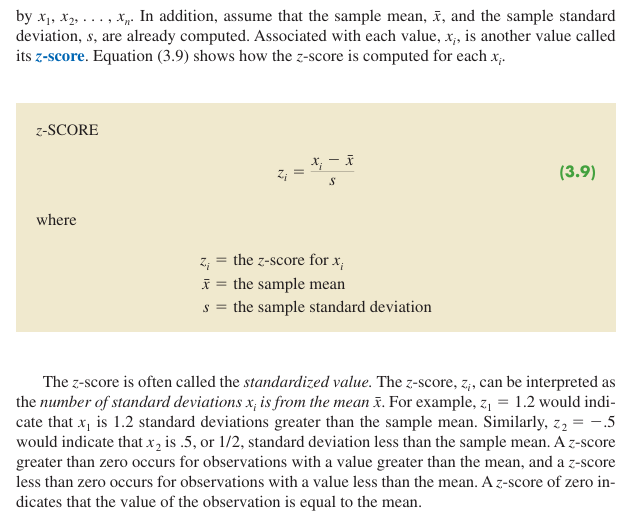 by x₁, x₂, . . . , xₙ. In addition, assume that the sample mean, x̄, and the sample standard
deviation, s, are already computed. Associated with each value, xᵢ, is another value called
its z-score. Equation (3.9) shows how the z-score is computed for each xᵢ.
z-SCORE
zᵢ = (xᵢ − x̄) / s (3.9)
where
zᵢ = the z-score for xᵢ
x̄ = the sample mean
s = the sample standard deviation
The z-score is often called the standardized value. The z-score, zᵢ, can be interpreted as
the number of standard deviations xᵢ is from the mean x̄. For example, z₁ = 1.2 would indi-
cate that x₁ is 1.2 standard deviations greater than the sample mean. Similarly, z₂ = −.5
would indicate that x₂ is .5, or 1/2, standard deviation less than the sample mean. A z-score
greater than zero occurs for observations with a value greater than the mean, and a z-score
less than zero occurs for observations with a value less than the mean. A z-score of zero in-
dicates that the value of the observation is equal to the mean.